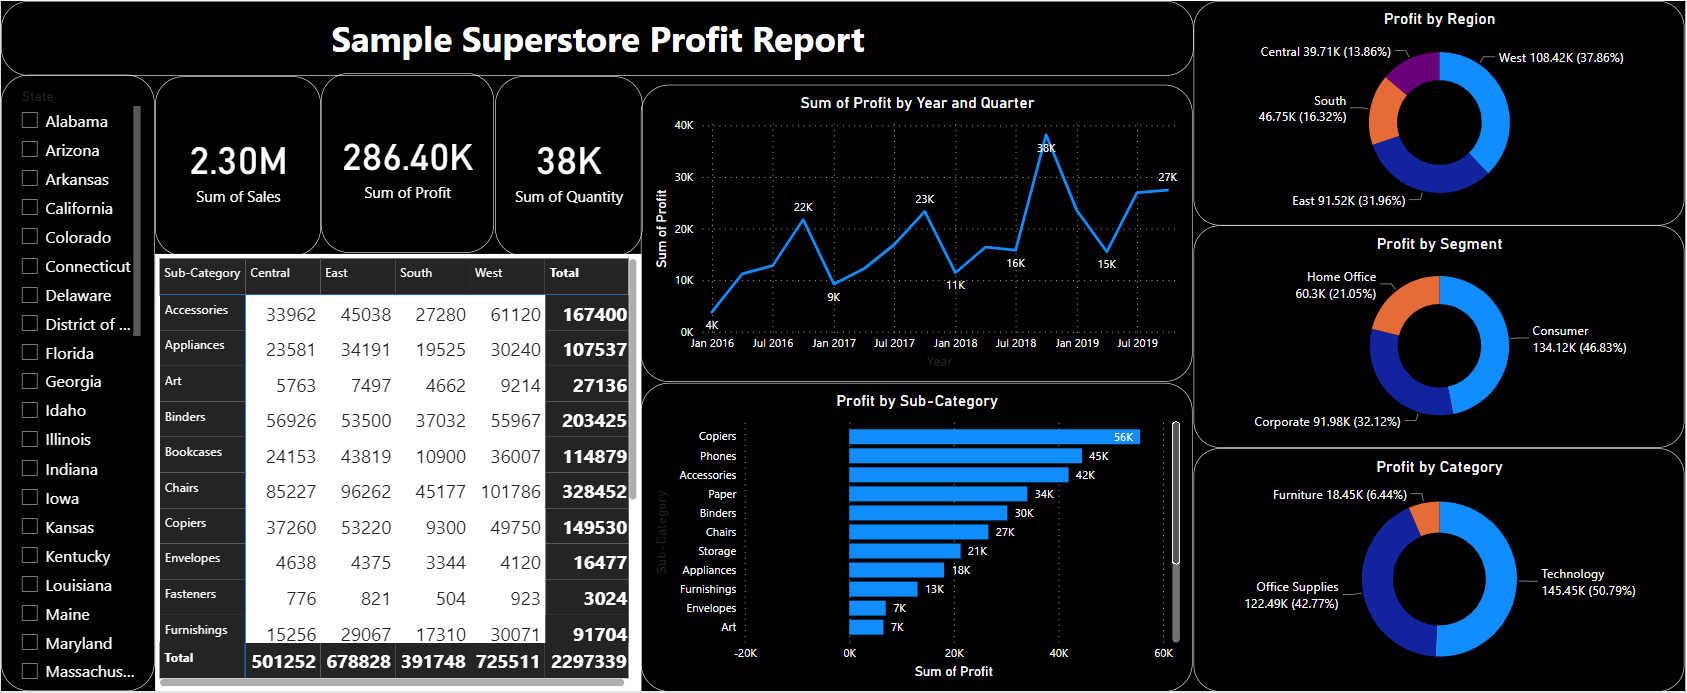 Sample Superstore Profit Report
State
Alabama
Arizona
Arkansas
California
Colorado
Connecticut
Delaware
District of ...
Florida
Georgia
Idaho
Illinois
Indiana
Iowa
Kansas
Kentucky
Louisiana
Maine
Maryland
Massachus...
2.30M
Sum of Sales
286.40K
Sum of Profit
38K
Sum of Quantity
Sub-Category Central East South West Total
Accessories 33962 45038 27280 61120 167400
Appliances 23581 34191 19525 30240 107537
Art 5763 7497 4662 9214 27136
Binders 56926 53500 37032 55967 203425
Bookcases 24153 43819 10900 36007 114879
Chairs 85227 96262 45177 101786 328452
Copiers 37260 53220 9300 49750 149530
Envelopes 4638 4375 3344 4120 16477
Fasteners 776 821 504 923 3024
Furnishings 15256 29067 17310 30071 91704
Total 501252 678828 391748 725511 2297339
Sum of Profit by Year and Quarter
Sum of Profit
40K
30K
20K
10K
0K
4K
22K
9K
23K
11K
16K
38K
15K
27K
Jan 2016 Jul 2016 Jan 2017 Jul 2017 Jan 2018 Jul 2018 Jan 2019 Jul 2019
Year
Profit by Sub-Category
Sub-Category
Copiers 56K
Phones 45K
Accessories 42K
Paper 34K
Binders 30K
Chairs 27K
Storage 21K
Appliances 18K
Furnishings 13K
Envelopes 7K
Art 7K
-20K 0K 20K 40K 60K
Sum of Profit
Profit by Region
Central 39.71K (13.86%)
West 108.42K (37.86%)
South
46.75K (16.32%)
East 91.52K (31.96%)
Profit by Segment
Home Office
60.3K (21.05%)
Consumer
134.12K (46.83%)
Corporate 91.98K (32.12%)
Profit by Category
Furniture 18.45K (6.44%)
Technology
145.45K (50.79%)
Office Supplies
122.49K (42.77%)